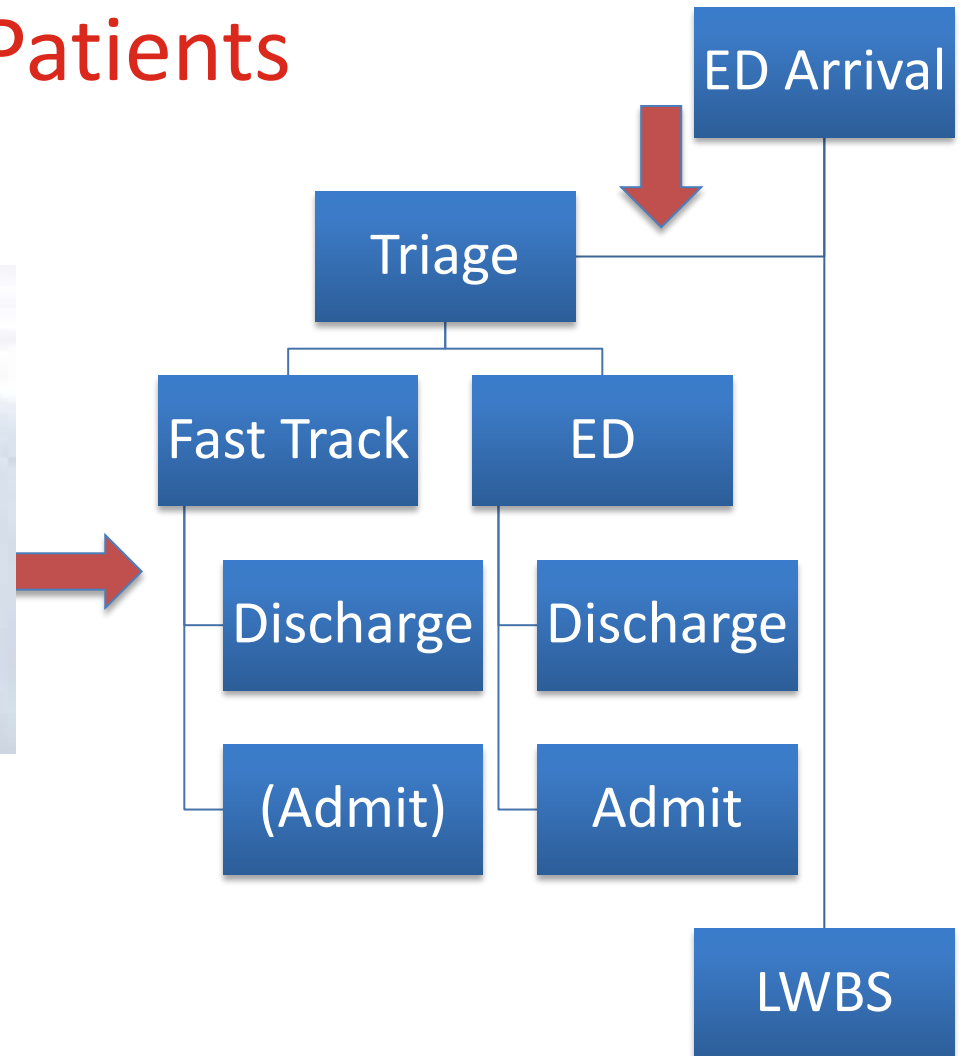 Patients
ED Arrival
Triage
Fast Track
ED
Discharge
Discharge
(Admit)
Admit
LWBS